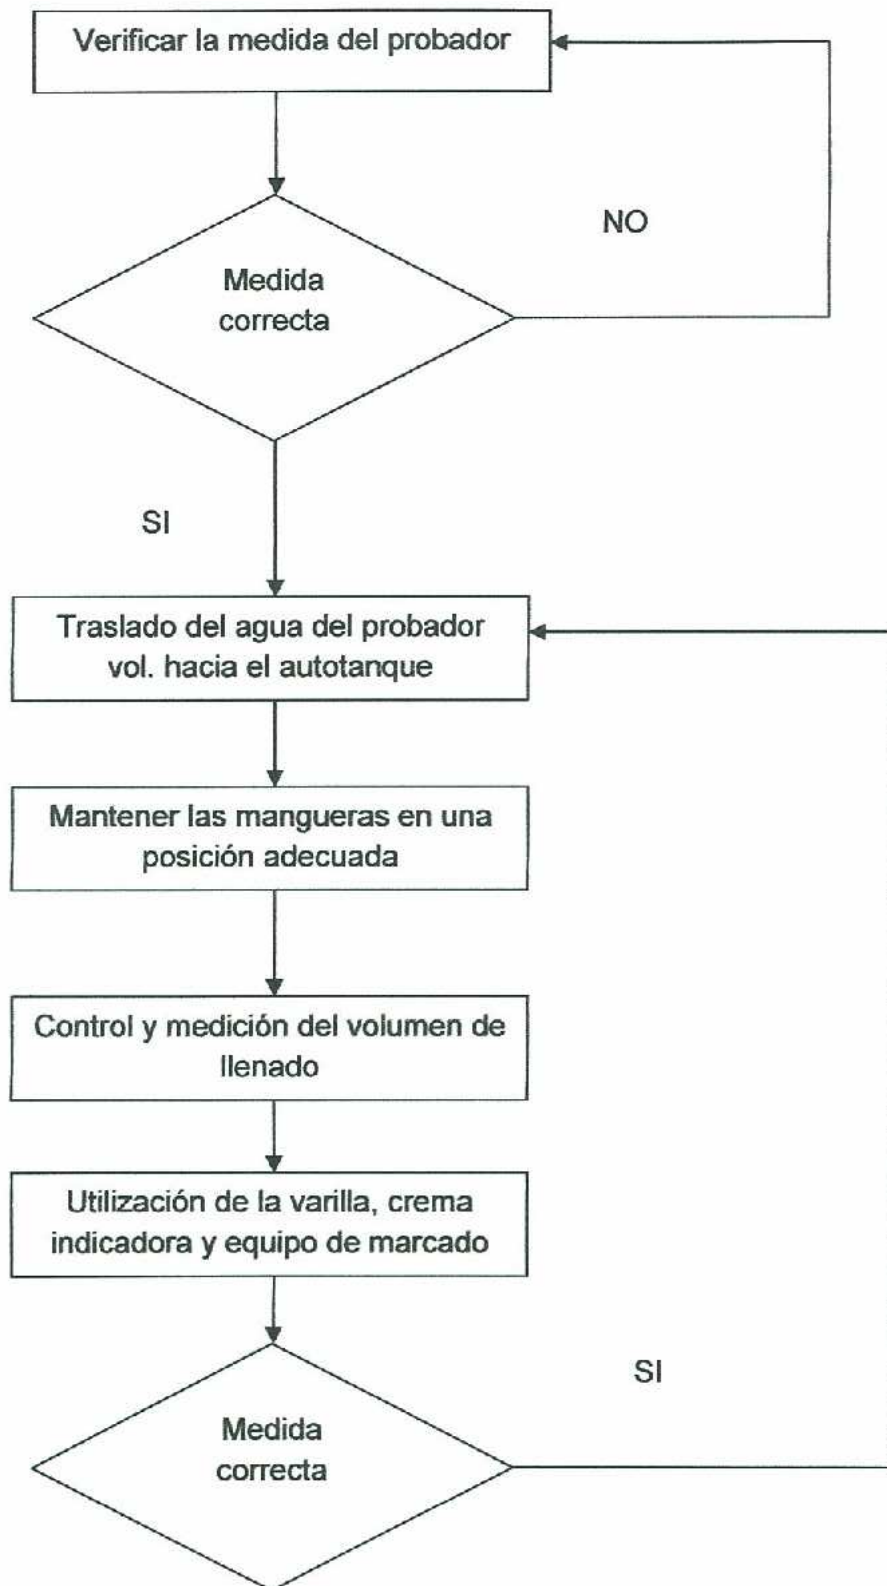 Verificar la medida del probador
NO
Medida
correcta
SI
Traslado del agua del probador
vol. hacia el autotanque
Mantener las mangueras en una
posición adecuada
Control y medición del volumen de
llenado
Utilización de la varilla, crema
indicadora y equipo de marcado
SI
Medida
correcta